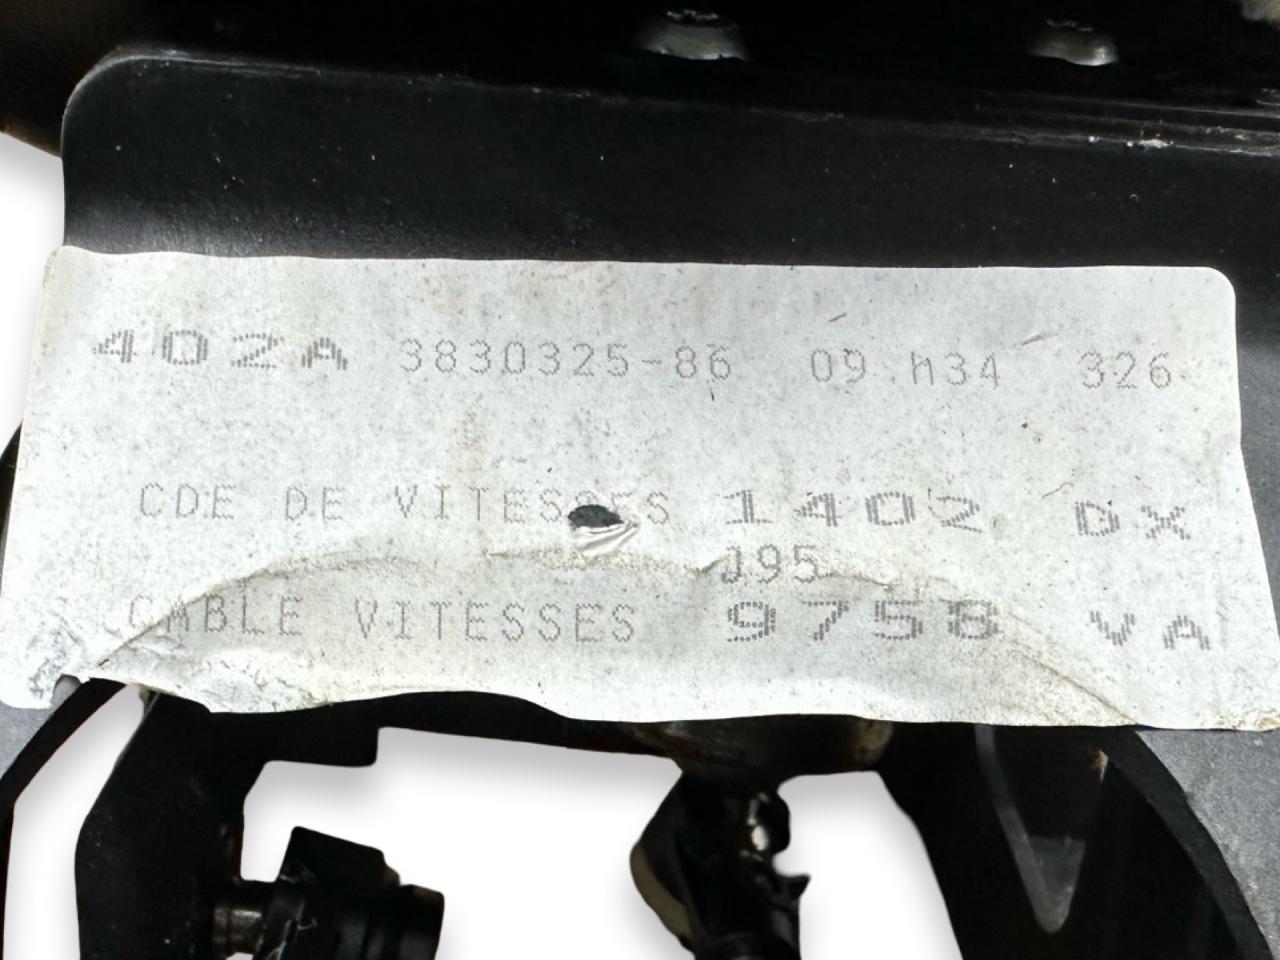 402A 3830325-86 09 h34 326
CDE DE VITESSES 1402 DX
J95
CABLE VITESSES 9758 VA